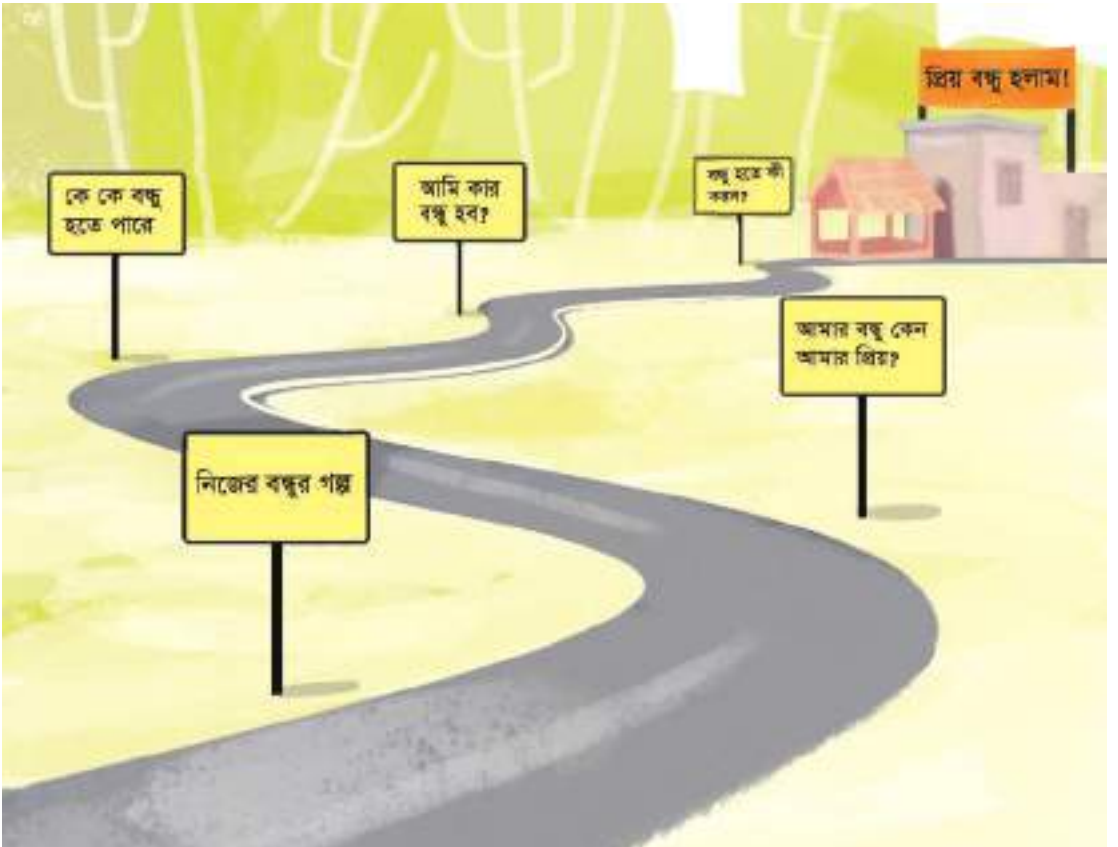 প্রিয় বন্ধু হলাম!
কে কে বন্ধু
হতে পারে
আমি কার
বন্ধু হব?
বন্ধু হতে কী
করব?
আমার বন্ধু কেন
আমার প্রিয়?
নিজের বন্ধুর গল্প